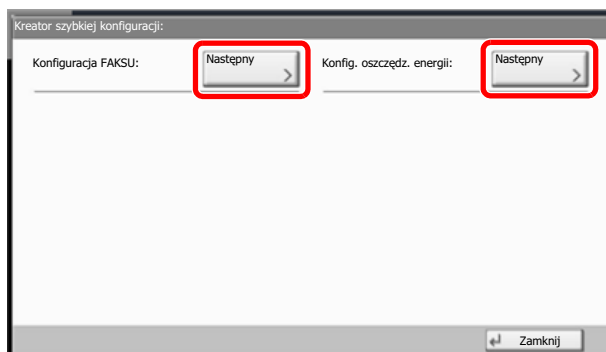 Kreator szybkiej konfiguracji:
Konfiguracja FAKSU: Następny Konfig. oszczędz. energii: Następny
Zamknij